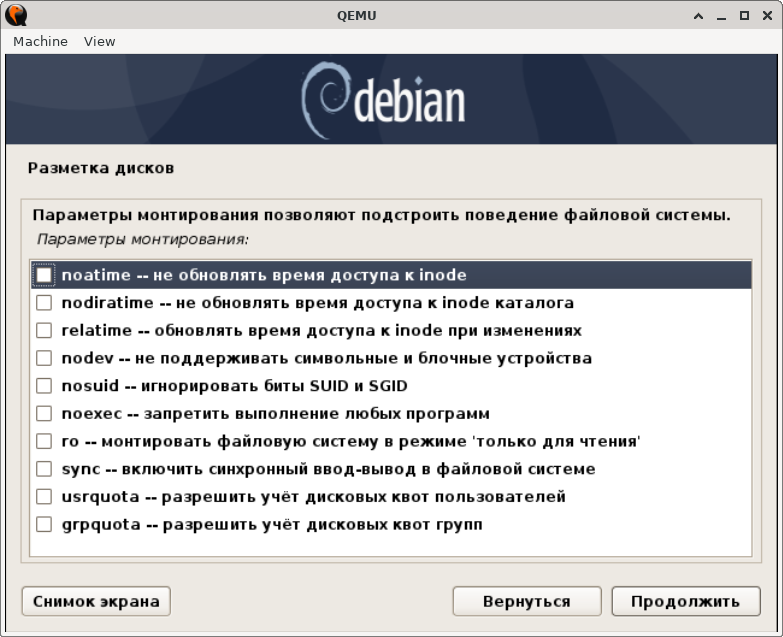 QEMU
Machine View
debian
Разметка дисков
Параметры монтирования позволяют подстроить поведение файловой системы.
Параметры монтирования:
noatime -- не обновлять время доступа к inode
nodiratime -- не обновлять время доступа к inode каталога
relatime -- обновлять время доступа к inode при изменениях
nodev -- не поддерживать символьные и блочные устройства
nosuid -- игнорировать биты SUID и SGID
noexec -- запретить выполнение любых программ
ro -- монтировать файловую систему в режиме 'только для чтения'
sync -- включить синхронный ввод-вывод в файловой системе
usrquota -- разрешить учёт дисковых квот пользователей
grpquota -- разрешить учёт дисковых квот групп
Снимок экрана Вернуться Продолжить